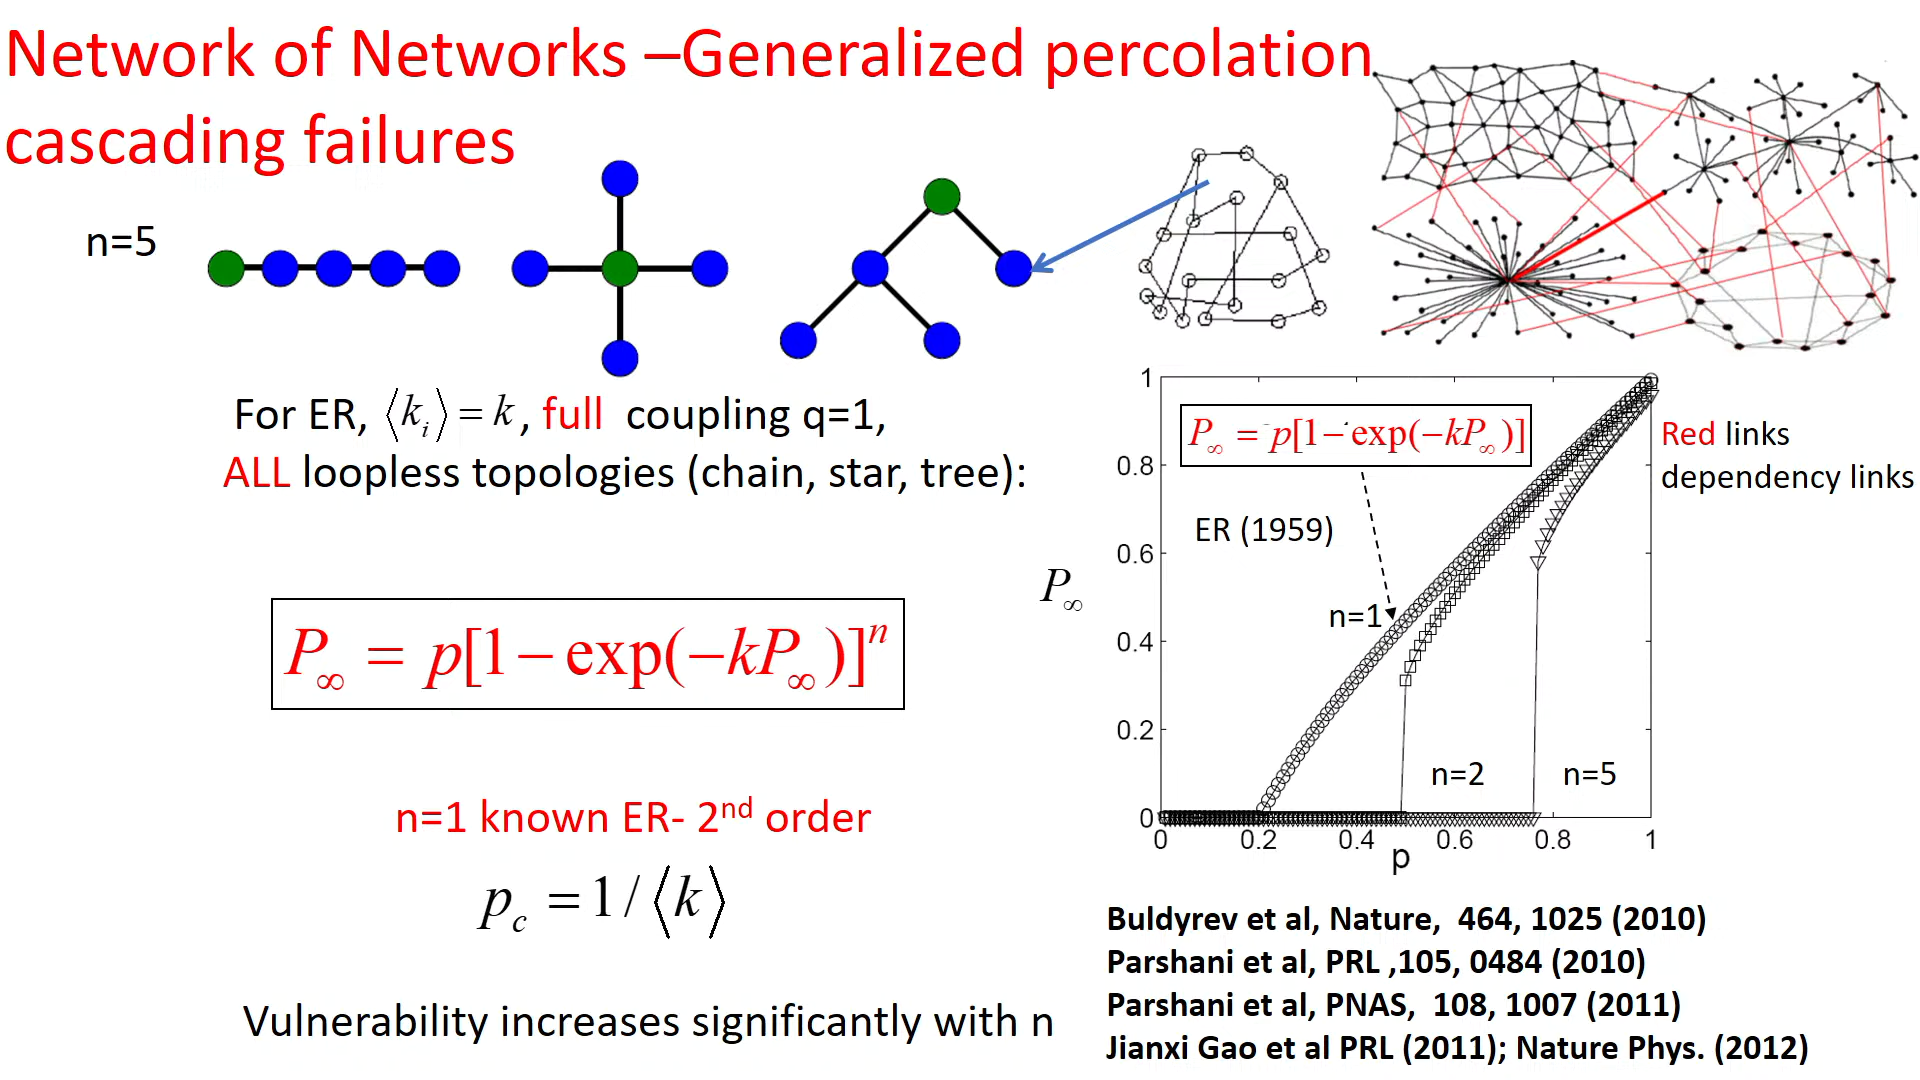 Network of Networks –Generalized percolation
cascading failures
n=5
For ER, ⟨k_i⟩ = k, full coupling q=1,
ALL loopless topologies (chain, star, tree):
P_∞ = p[1−exp(−kP_∞)]^n
n=1 known ER- 2nd order
p_c = 1/⟨k⟩
Vulnerability increases significantly with n
P_∞ = p[1−exp(−kP_∞)]
ER (1959)
n=1
n=2
n=5
P_∞
1
0.8
0.6
0.4
0.2
0
0 0.2 0.4 0.6 0.8 1
p
Red links
dependency links
Buldyrev et al, Nature, 464, 1025 (2010)
Parshani et al, PRL ,105, 0484 (2010)
Parshani et al, PNAS, 108, 1007 (2011)
Jianxi Gao et al PRL (2011); Nature Phys. (2012)